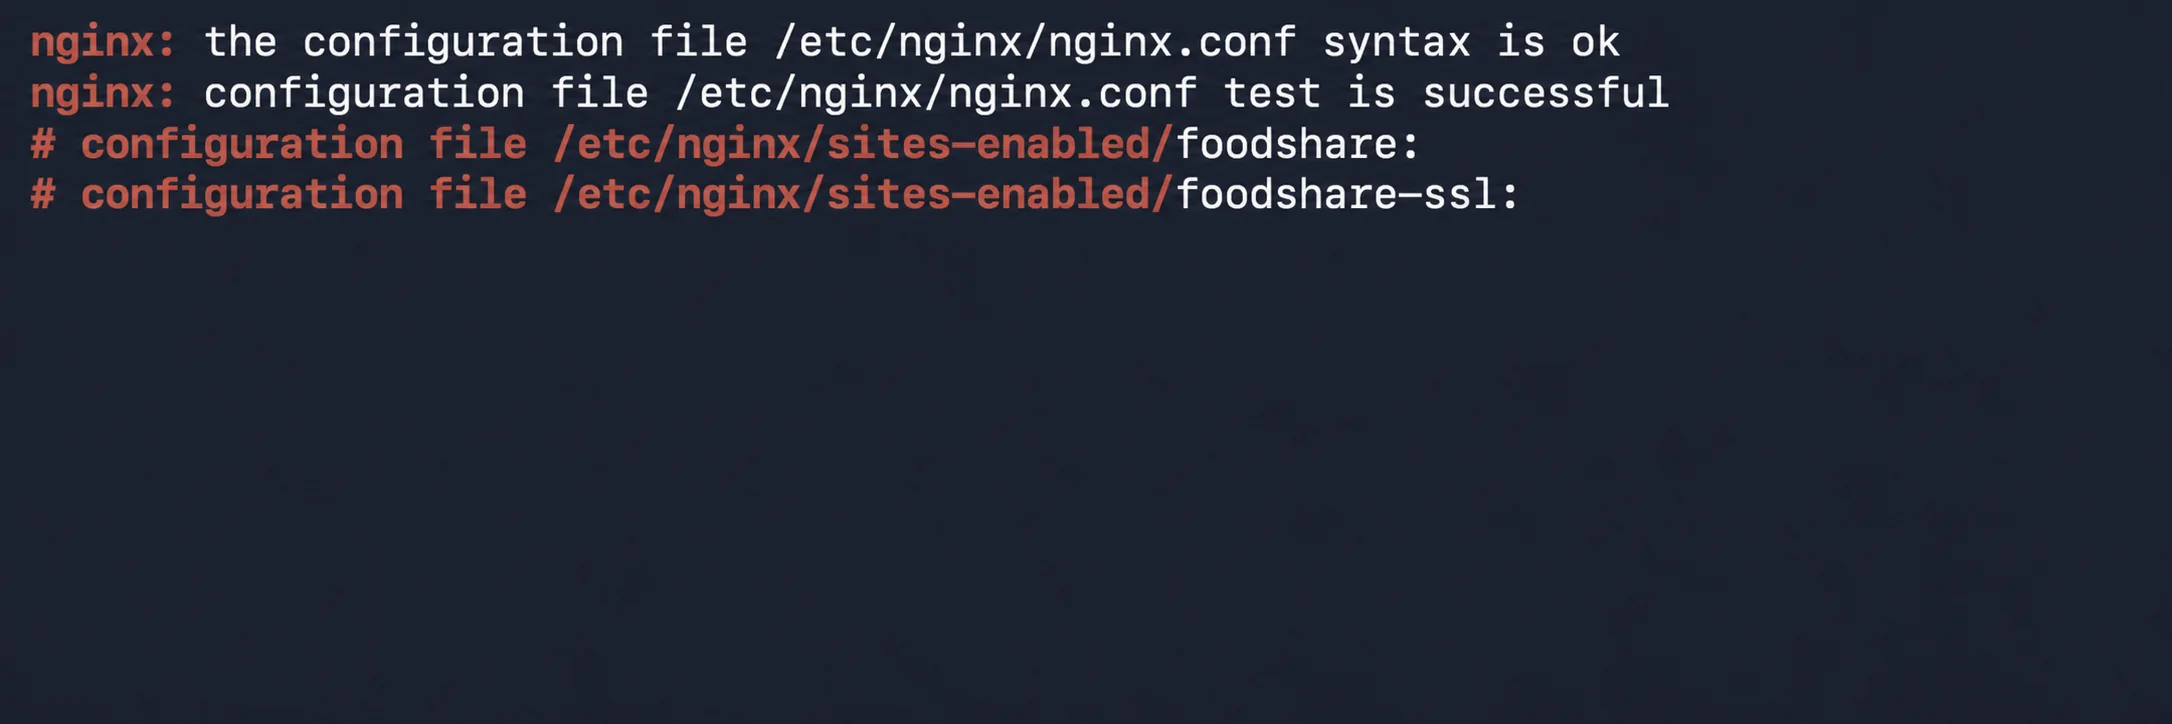 nginx: the configuration file /etc/nginx/nginx.conf syntax is ok
nginx: configuration file /etc/nginx/nginx.conf test is successful
# configuration file /etc/nginx/sites-enabled/foodshare:
# configuration file /etc/nginx/sites-enabled/foodshare-ssl: